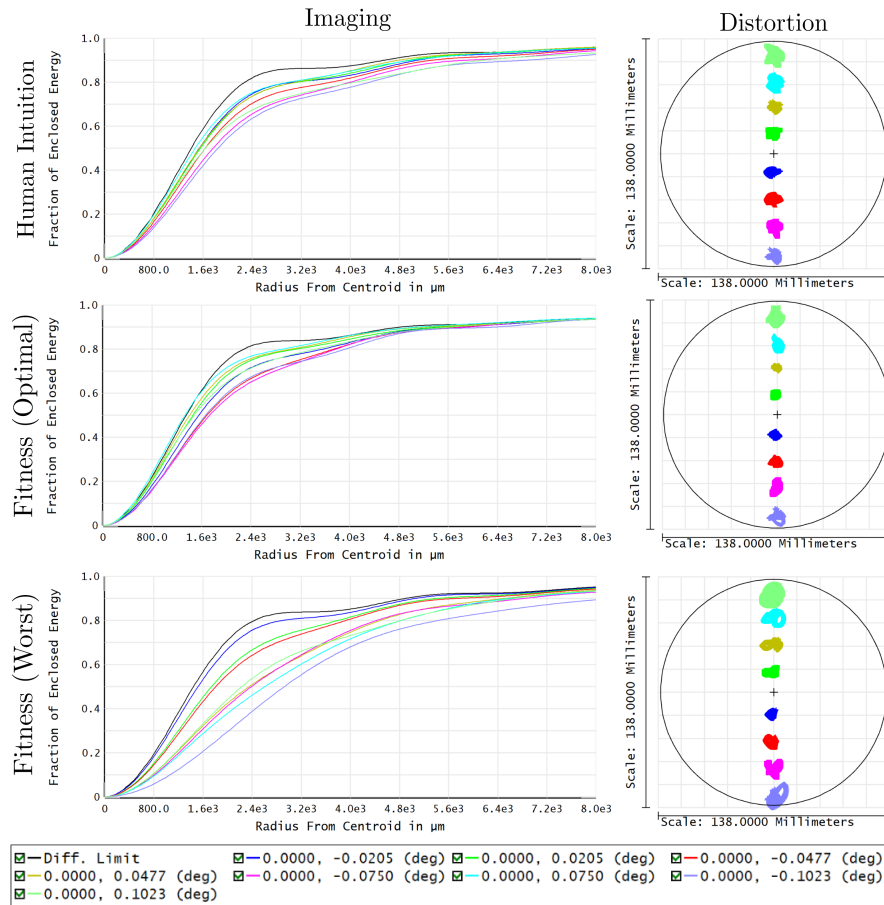 Imaging
Distortion
Human Intuition
Fraction of Enclosed Energy
1.0
0.8
0.6
0.4
0.2
0
0 800.0 1.6e3 2.4e3 3.2e3 4.0e3 4.8e3 5.6e3 6.4e3 7.2e3 8.0e3
Radius From Centroid in µm
Scale: 138.0000 Millimeters
Scale: 138.0000 Millimeters
Fitness (Optimal)
Fraction of Enclosed Energy
1.0
0.8
0.6
0.4
0.2
0
0 800.0 1.6e3 2.4e3 3.2e3 4.0e3 4.8e3 5.6e3 6.4e3 7.2e3 8.0e3
Radius From Centroid in µm
Scale: 138.0000 Millimeters
Scale: 138.0000 Millimeters
Fitness (Worst)
Fraction of Enclosed Energy
1.0
0.8
0.6
0.4
0.2
0
0 800.0 1.6e3 2.4e3 3.2e3 4.0e3 4.8e3 5.6e3 6.4e3 7.2e3 8.0e3
Radius From Centroid in µm
Scale: 138.0000 Millimeters
Scale: 138.0000 Millimeters
Diff. Limit 0.0000, -0.0205 (deg) 0.0000, 0.0205 (deg) 0.0000, -0.0477 (deg)
0.0000, 0.0477 (deg) 0.0000, -0.0750 (deg) 0.0000, 0.0750 (deg) 0.0000, -0.1023 (deg)
0.0000, 0.1023 (deg)